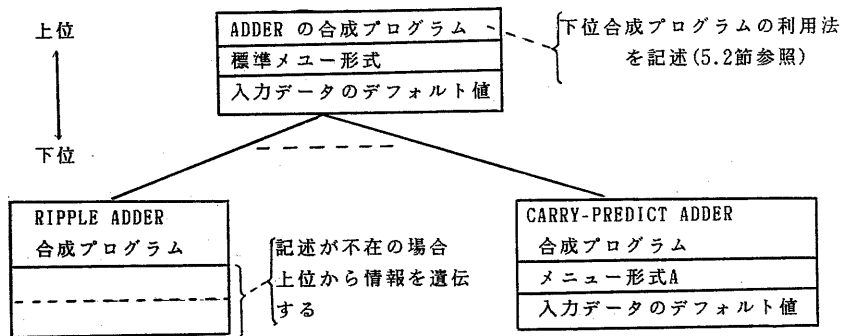 上位
下位
ADDER の合成プログラム
標準メユー形式
入力データのデフォルト値
下位合成プログラムの利用法
を記述(5.2節参照)
RIPPLE ADDER
合成プログラム
記述が不在の場合
上位から情報を遺伝
する
CARRY-PREDICT ADDER
合成プログラム
メニュー形式A
入力データのデフォルト値